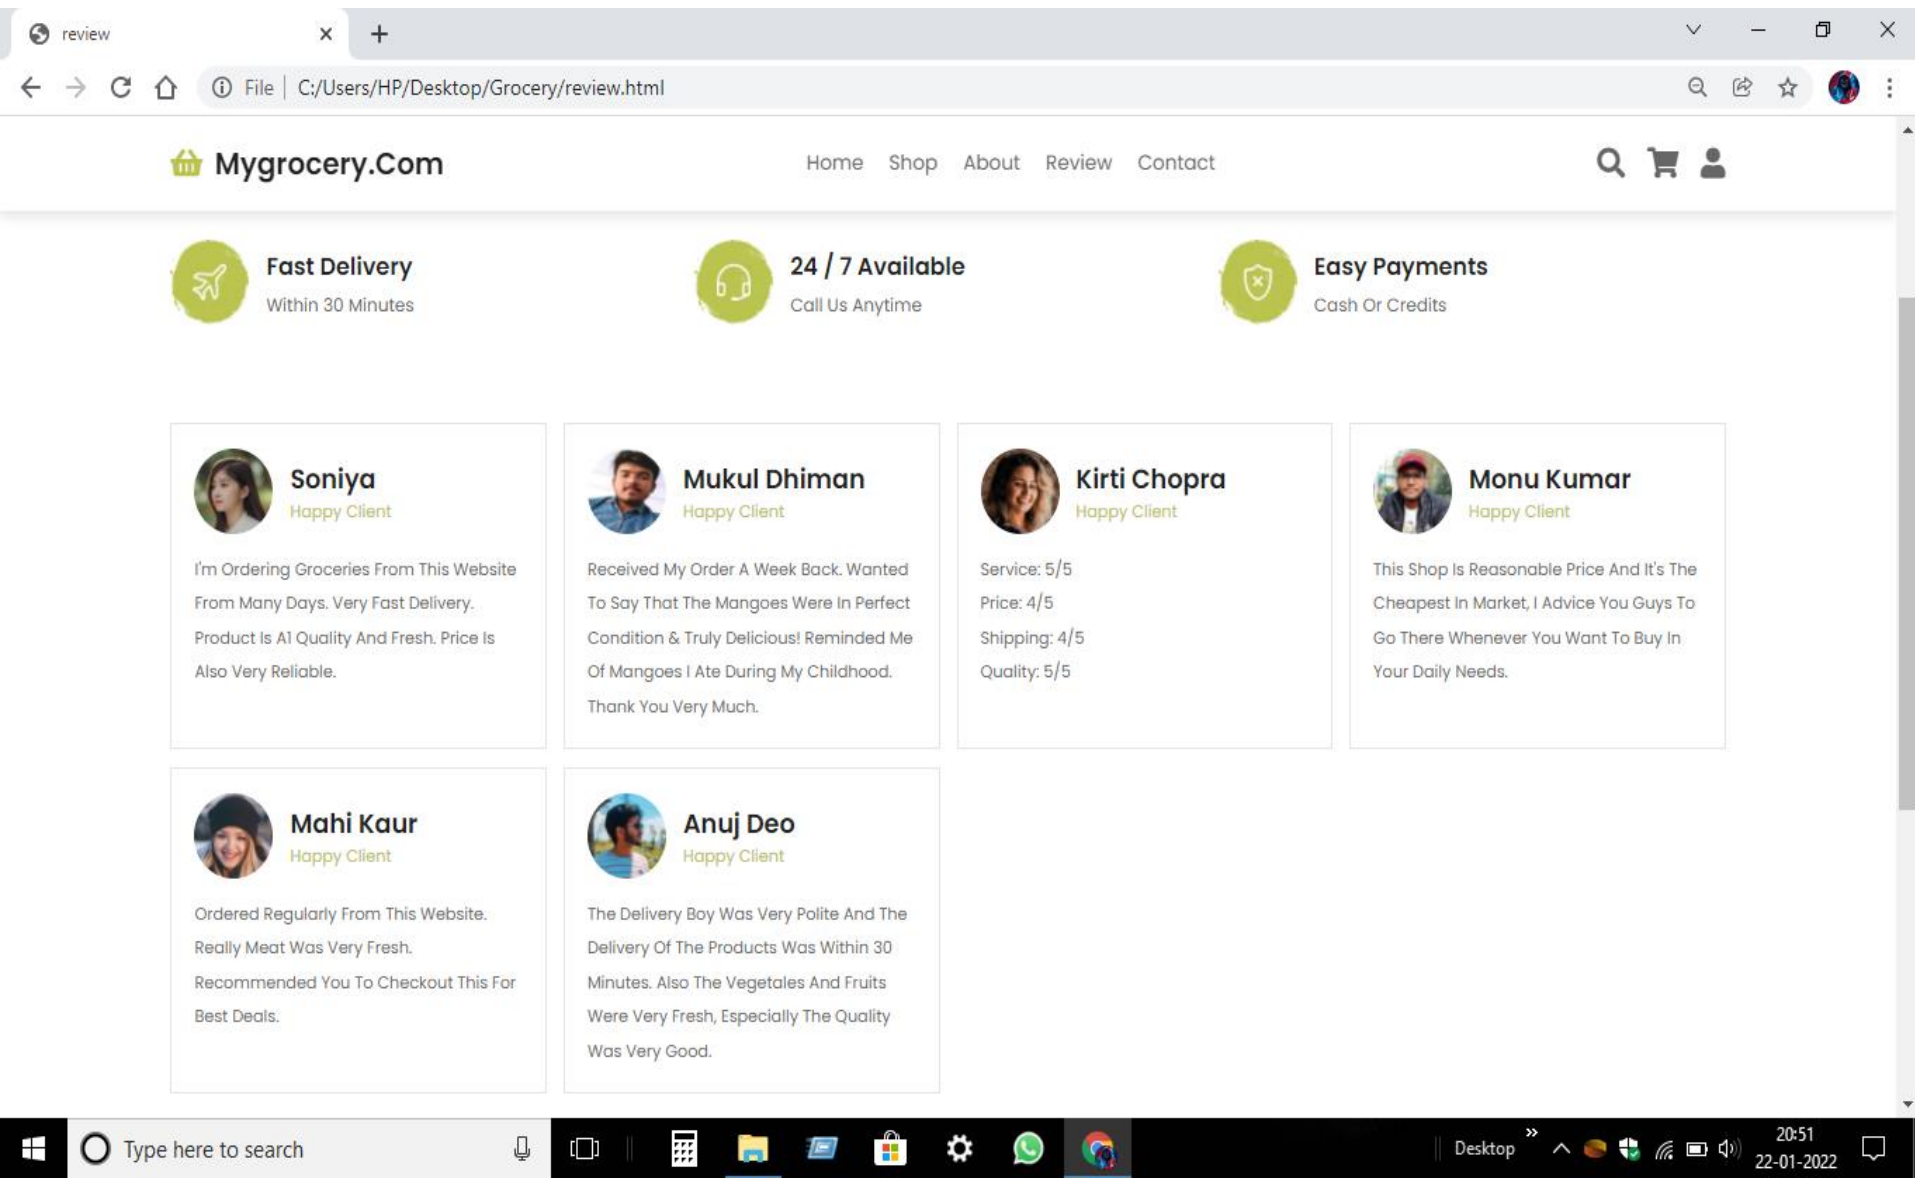 review
File | C:/Users/HP/Desktop/Grocery/review.html
Mygrocery.Com
Home Shop About Review Contact
Fast Delivery
Within 30 Minutes
24 / 7 Available
Call Us Anytime
Easy Payments
Cash Or Credits
Soniya
Happy Client
I'm Ordering Groceries From This Website
From Many Days. Very Fast Delivery.
Product Is A1 Quality And Fresh. Price Is
Also Very Reliable.
Mukul Dhiman
Happy Client
Received My Order A Week Back. Wanted
To Say That The Mangoes Were In Perfect
Condition & Truly Delicious! Reminded Me
Of Mangoes I Ate During My Childhood.
Thank You Very Much.
Kirti Chopra
Happy Client
Service: 5/5
Price: 4/5
Shipping: 4/5
Quality: 5/5
Monu Kumar
Happy Client
This Shop Is Reasonable Price And It's The
Cheapest In Market, I Advice You Guys To
Go There Whenever You Want To Buy In
Your Daily Needs.
Mahi Kaur
Happy Client
Ordered Regularly From This Website.
Really Meat Was Very Fresh.
Recommended You To Checkout This For
Best Deals.
Anuj Deo
Happy Client
The Delivery Boy Was Very Polite And The
Delivery Of The Products Was Within 30
Minutes. Also The Vegetales And Fruits
Were Very Fresh, Especially The Quality
Was Very Good.
Type here to search
Desktop
20:51
22-01-2022